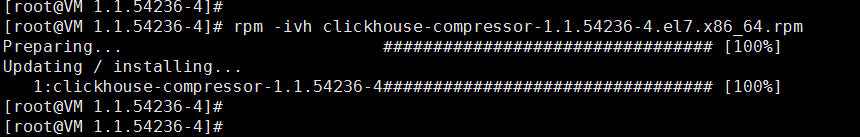 [root@VM 1.1.54236-4]#
[root@VM 1.1.54236-4]# rpm -ivh clickhouse-compressor-1.1.54236-4.el7.x86_64.rpm
Preparing...                          ################################# [100%]
Updating / installing...
   1:clickhouse-compressor-1.1.54236-4################################# [100%]
[root@VM 1.1.54236-4]#
[root@VM 1.1.54236-4]#